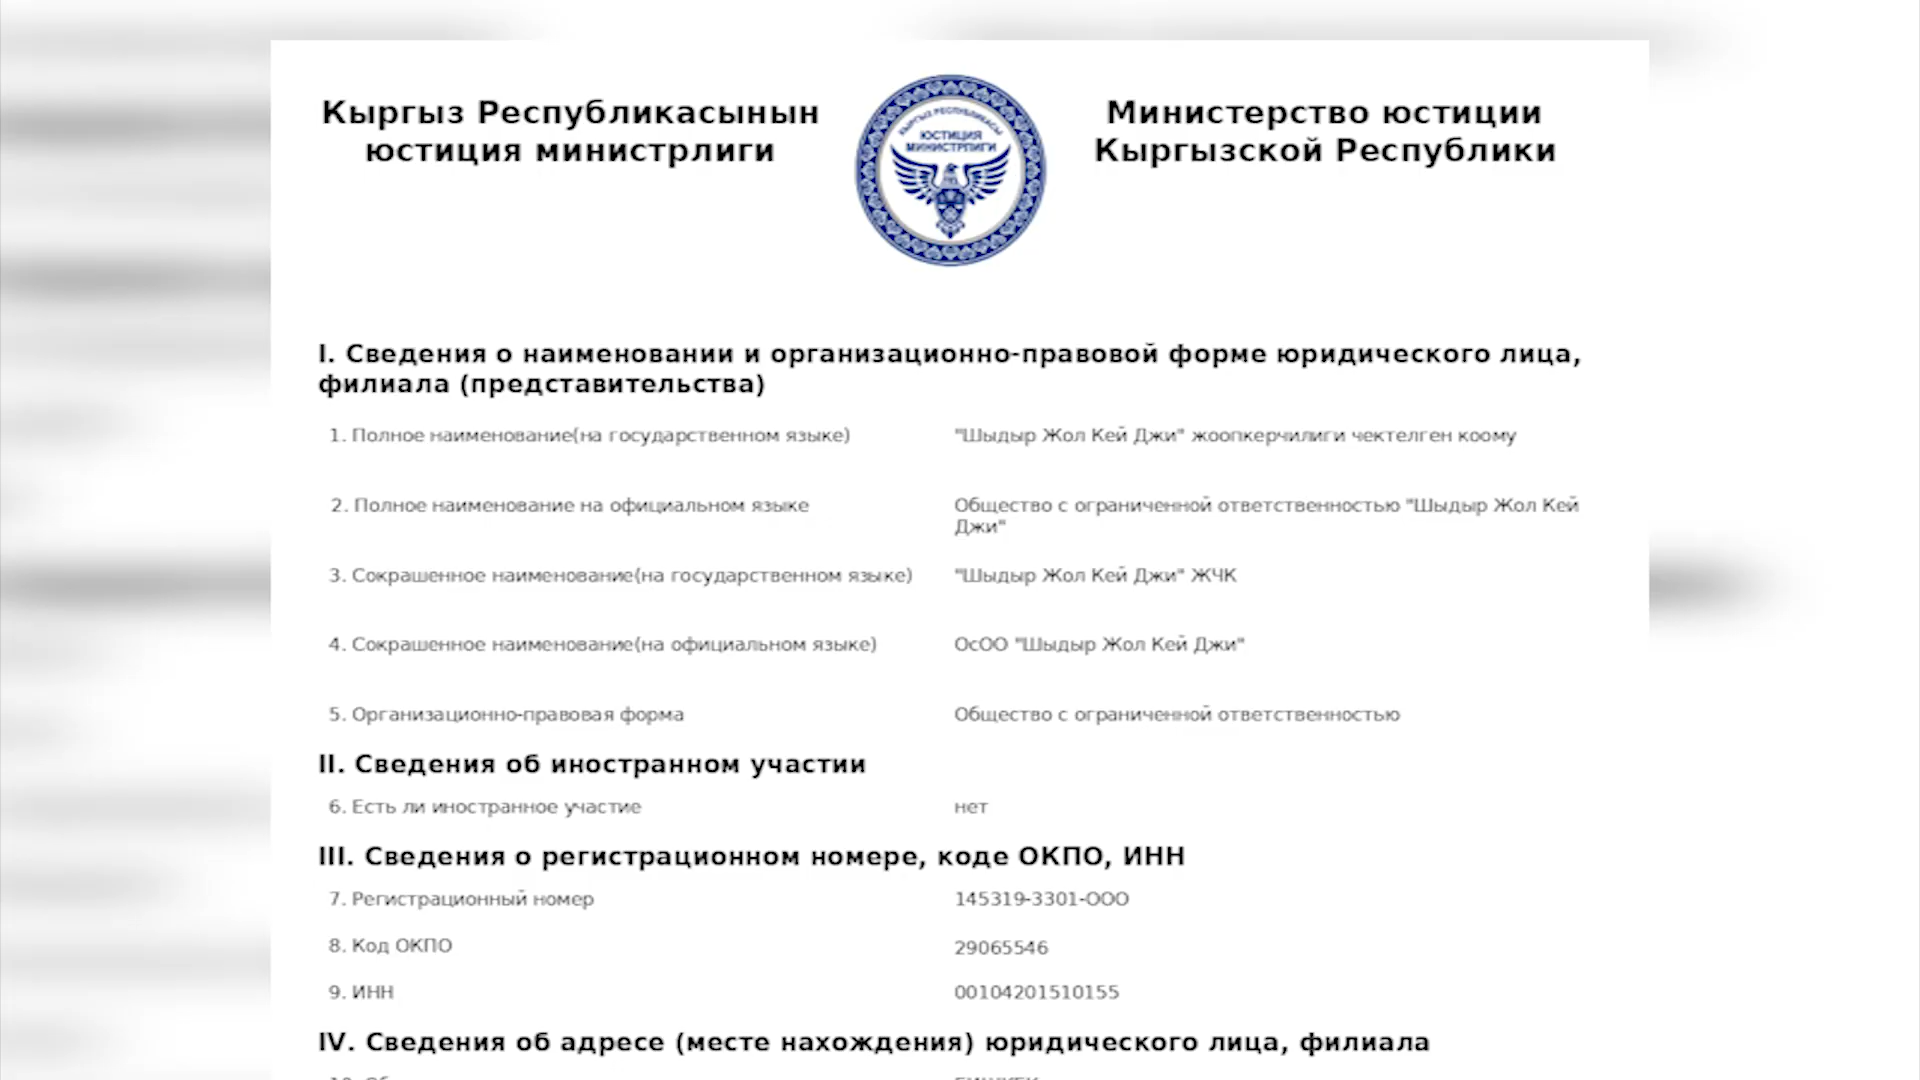 Кыргыз Республикасынын
юстиция министрлиги
КЫРГЫЗ РЕСПУБЛИКАСЫ
ЮСТИЦИЯ
МИНИСТРЛИГИ
Министерство юстиции
Кыргызской Республики
I. Сведения о наименовании и организационно-правовой форме юридического лица,
филиала (представительства)
1. Полное наименование(на государственном языке) "Шыдыр Жол Кей Джи" жоопкерчилиги чектелген коому
2. Полное наименование на официальном языке Общество с ограниченной ответственностью "Шыдыр Жол Кей
Джи"
3. Сокрашенное наименование(на государственном языке) "Шыдыр Жол Кей Джи" ЖЧК
4. Сокрашенное наименование(на официальном языке) ОсОО "Шыдыр Жол Кей Джи"
5. Организационно-правовая форма Общество с ограниченной ответственностью
II. Сведения об иностранном участии
6. Есть ли иностранное участие нет
III. Сведения о регистрационном номере, коде ОКПО, ИНН
7. Регистрационный номер 145319-3301-ООО
8. Код ОКПО 29065546
9. ИНН 00104201510155
IV. Сведения об адресе (месте нахождения) юридического лица, филиала